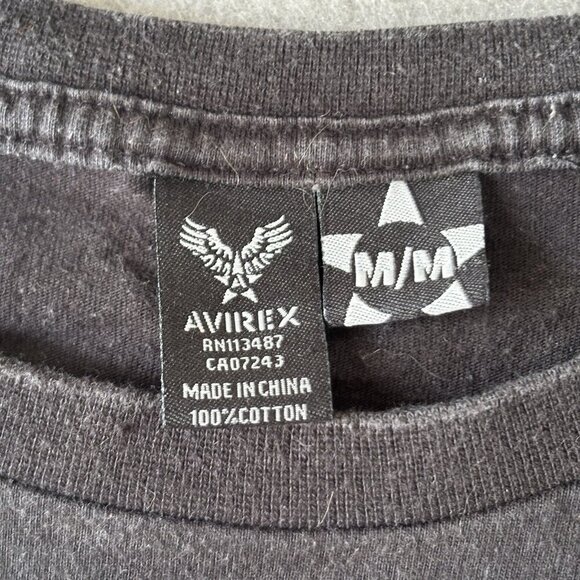 AVIREX
RN113487
CA07243
MADE IN CHINA
100%COTTON
M/M